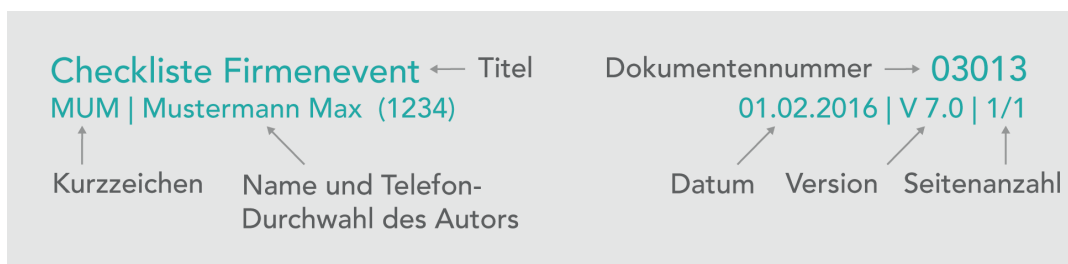 Checkliste Firmenevent Titel Dokumentennummer 03013
MUM | Mustermann Max (1234) 01.02.2016 | V 7.0 | 1/1
Kurzzeichen Name und Telefon- Datum Version Seitenanzahl
Durchwahl des Autors